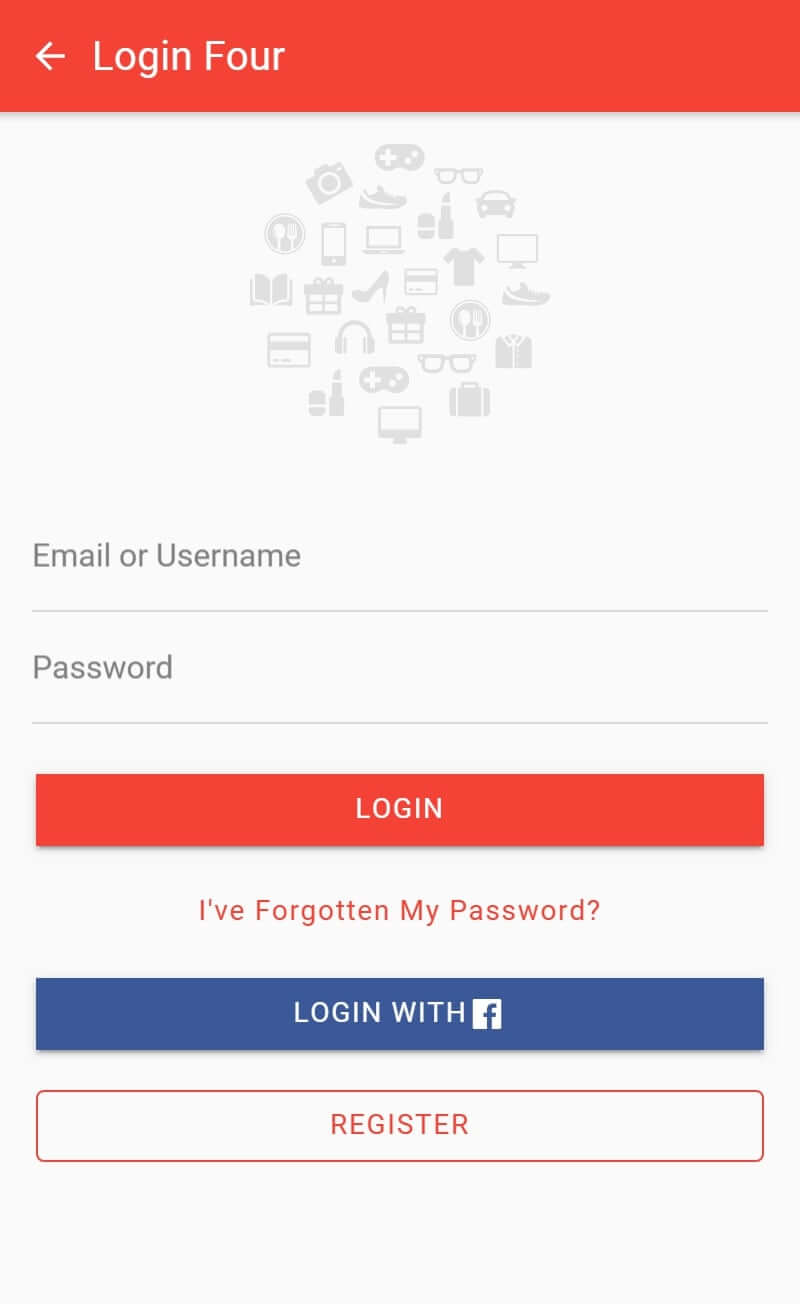 Login Four
Email or Username
Password
LOGIN
I've Forgotten My Password?
LOGIN WITH
REGISTER